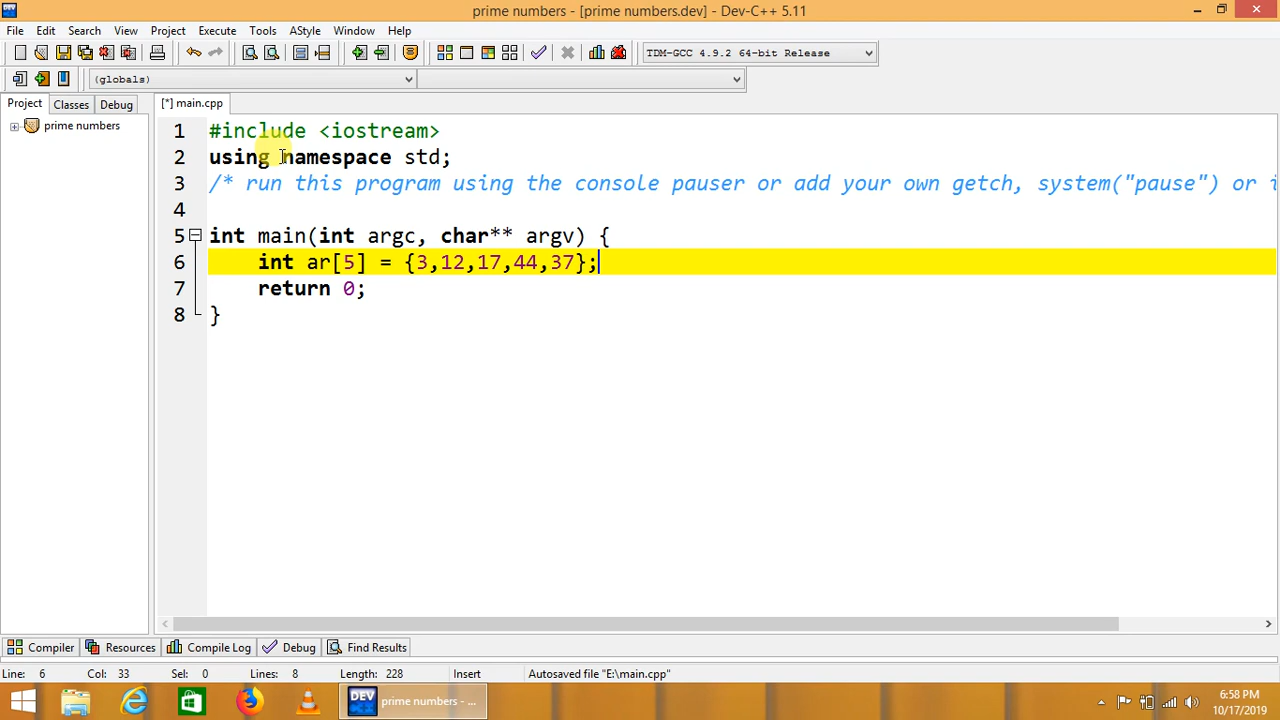 prime numbers - [prime numbers.dev] - Dev-C++ 5.11
File Edit Search View Project Execute Tools AStyle Window Help
TDM-GCC 4.9.2 64-bit Release
(globals)
Project Classes Debug [*] main.cpp
prime numbers
1 #include <iostream>
2 using namespace std;
3 /* run this program using the console pauser or add your own getch, system("pause") or i
4
5 int main(int argc, char** argv) {
6 int ar[5] = {3,12,17,44,37};
7 return 0;
8 }
Compiler Resources Compile Log Debug Find Results
Line: 6 Col: 33 Sel: 0 Lines: 8 Length: 228 Insert Autosaved file "E:\main.cpp"
DEV prime numbers - ...
6:58 PM
10/17/2019